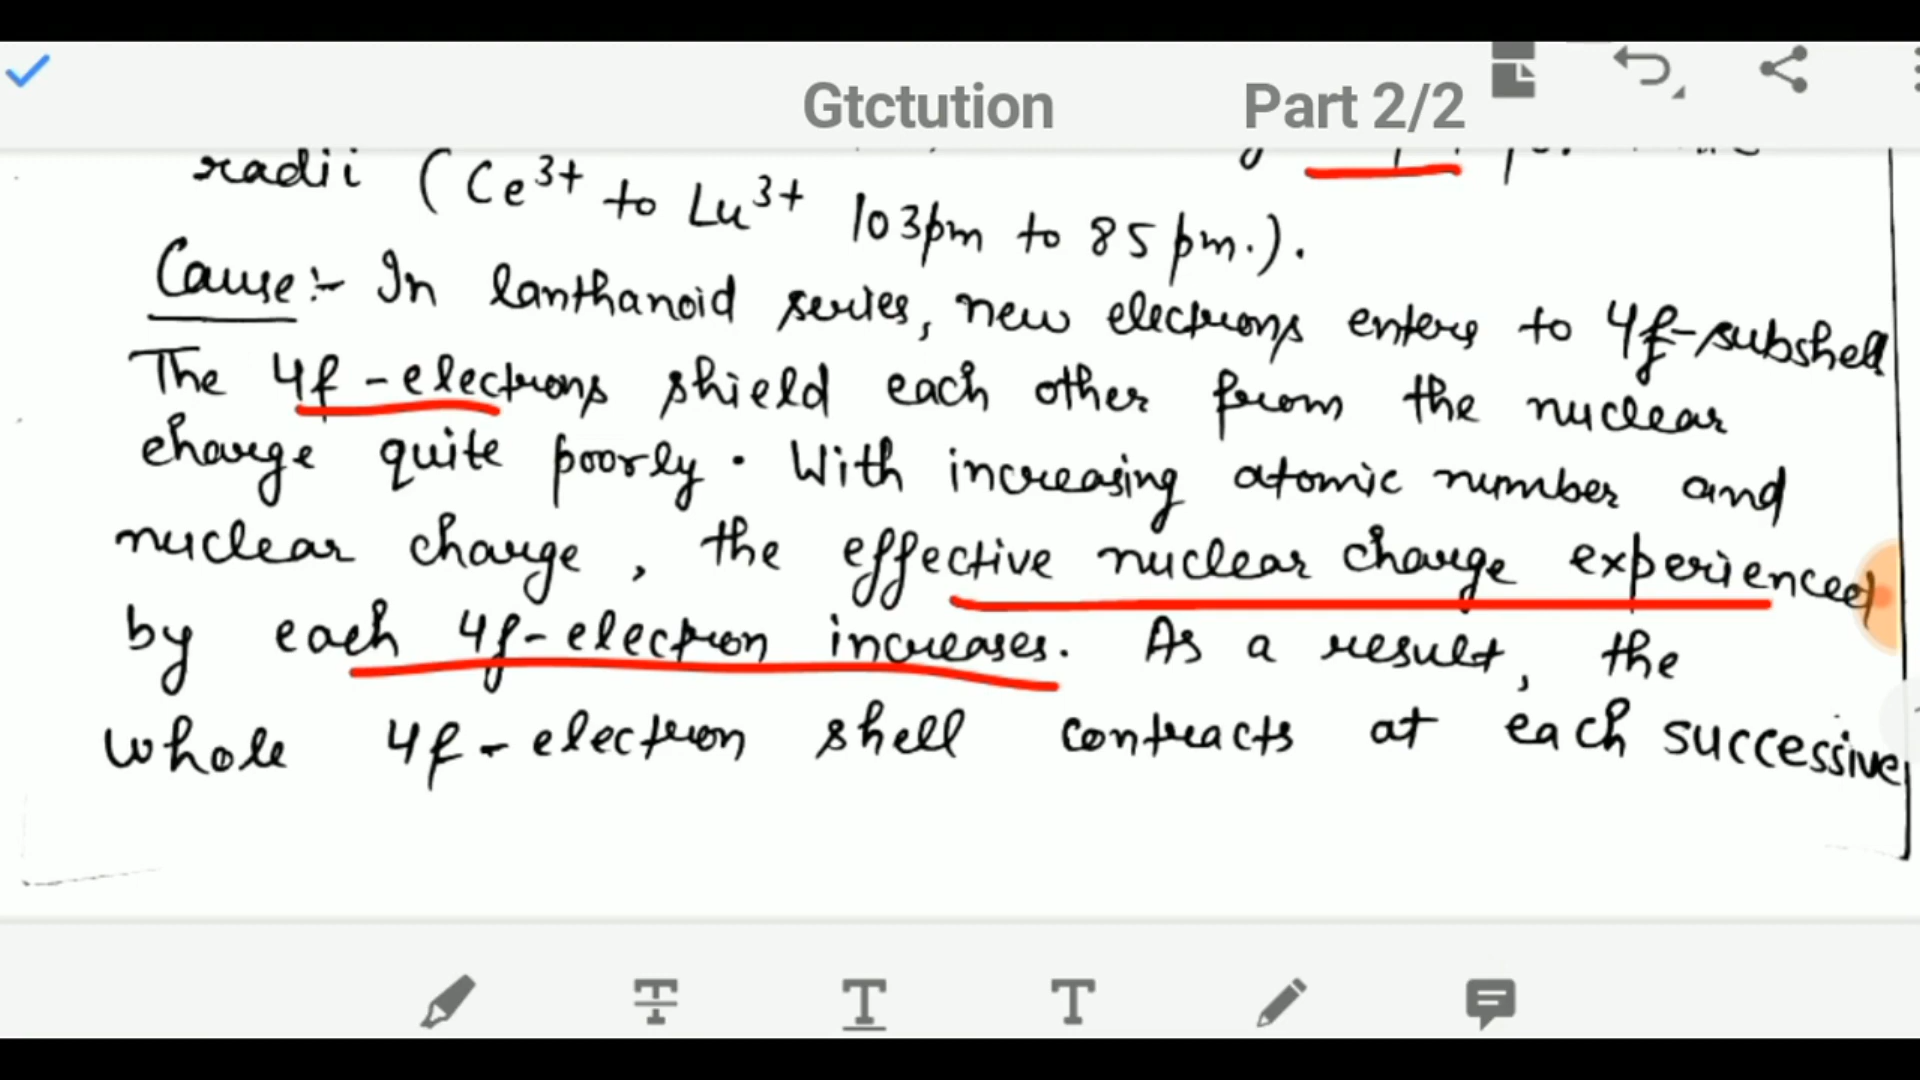 Gtctution Part 2/2
radii (Ce³⁺ to Lu³⁺ 103pm to 85pm.).
Cause:- In lanthanoid series, new electrons enters to 4f-subshell
The 4f-electrons shield each other from the nuclear
charge quite poorly. With increasing atomic number and
nuclear charge, the effective nuclear charge experienced
by each 4f-electron increases. As a result, the
whole 4f-electron shell contracts at each successive